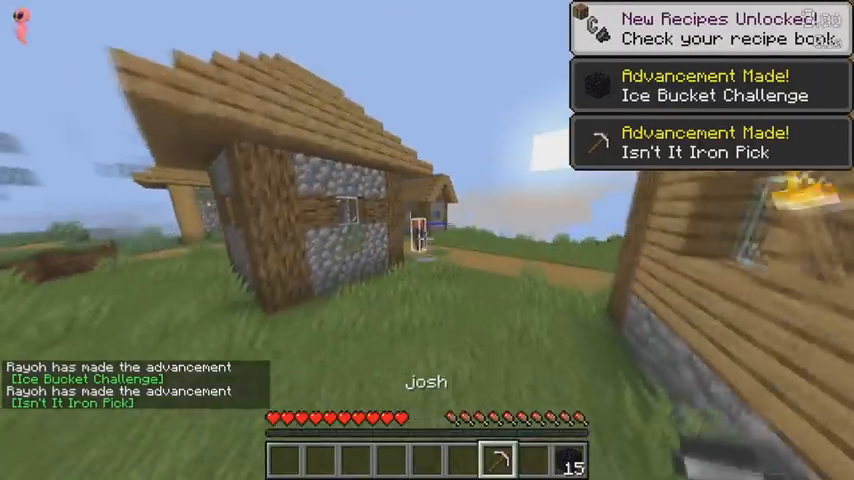 New Recipes Unlocked!
Check your recipe book
Advancement Made!
Ice Bucket Challenge
Advancement Made!
Isn't It Iron Pick
Rayoh has made the advancement
[Ice Bucket Challenge]
Rayoh has made the advancement
[Isn't It Iron Pick]
josh
15